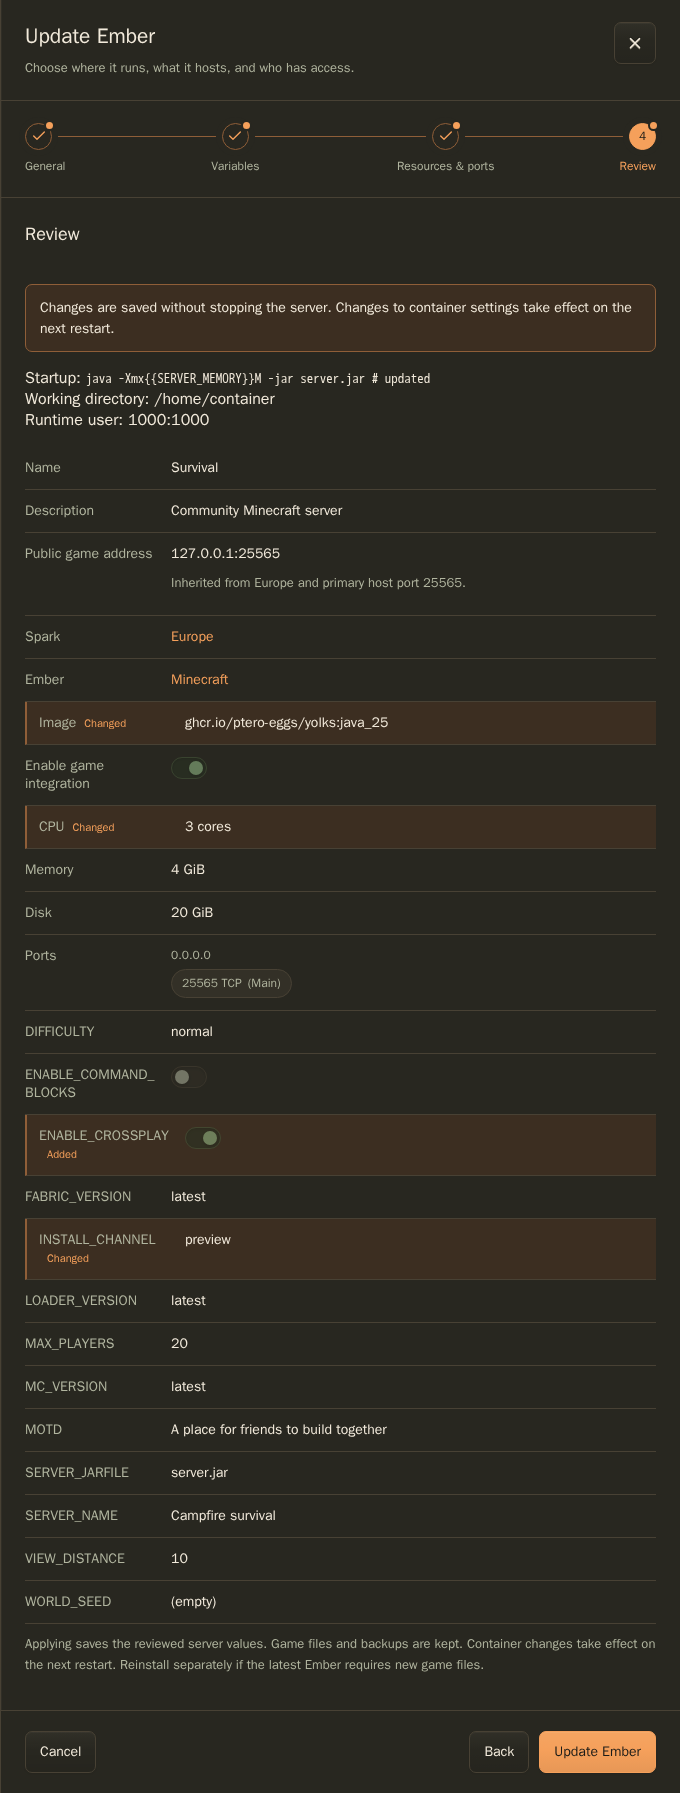 Update Ember
Choose where it runs, what it hosts, and who has access.
General
Variables
Resources & ports
4
Review
Review
Changes are saved without stopping the server. Changes to container settings take effect on the
next restart.
Startup: java -Xmx{{SERVER_MEMORY}}M -jar server.jar # updated
Working directory: /home/container
Runtime user: 1000:1000
Name Survival
Description Community Minecraft server
Public game address 127.0.0.1:25565
Inherited from Europe and primary host port 25565.
Spark Europe
Ember Minecraft
Image Changed ghcr.io/ptero-eggs/yolks:java_25
Enable game
integration
CPU Changed 3 cores
Memory 4 GiB
Disk 20 GiB
Ports 0.0.0.0
25565 TCP (Main)
DIFFICULTY normal
ENABLE_COMMAND_
BLOCKS
ENABLE_CROSSPLAY
Added
FABRIC_VERSION latest
INSTALL_CHANNEL preview
Changed
LOADER_VERSION latest
MAX_PLAYERS 20
MC_VERSION latest
MOTD A place for friends to build together
SERVER_JARFILE server.jar
SERVER_NAME Campfire survival
VIEW_DISTANCE 10
WORLD_SEED (empty)
Applying saves the reviewed server values. Game files and backups are kept. Container changes take effect on
the next restart. Reinstall separately if the latest Ember requires new game files.
Cancel
Back
Update Ember